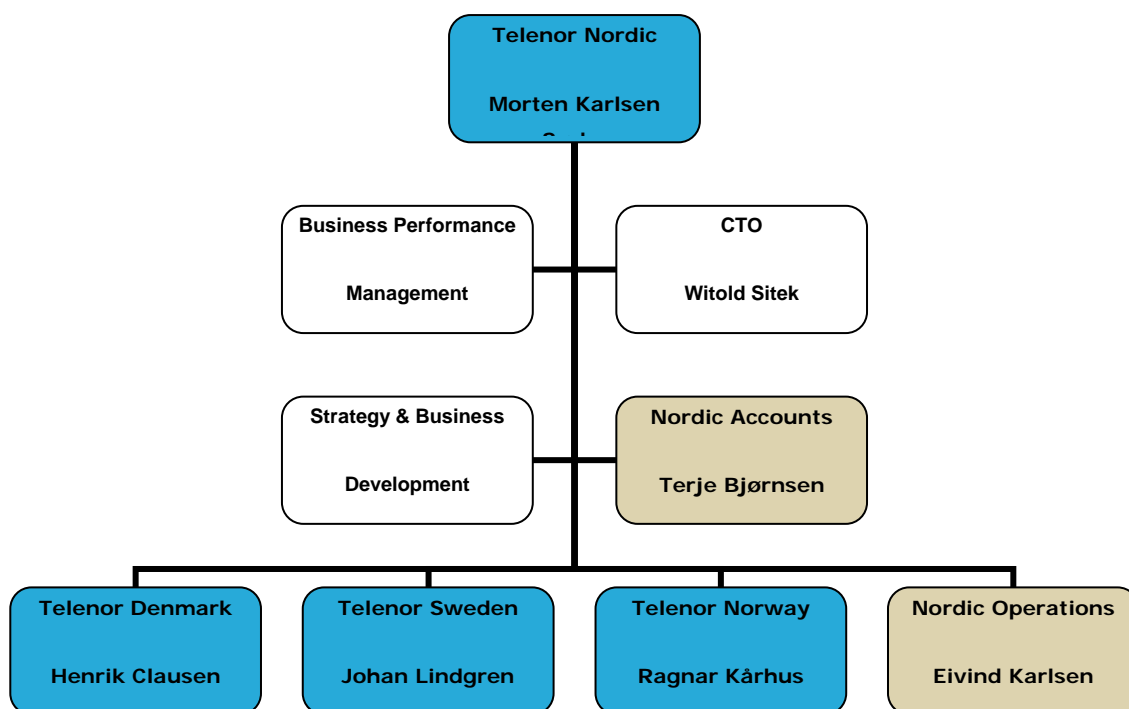 Telenor Nordic
Morten Karlsen
Business Performance
Management
CTO
Witold Sitek
Strategy & Business
Development
Nordic Accounts
Terje Bjørnsen
Telenor Denmark
Henrik Clausen
Telenor Sweden
Johan Lindgren
Telenor Norway
Ragnar Kårhus
Nordic Operations
Eivind Karlsen